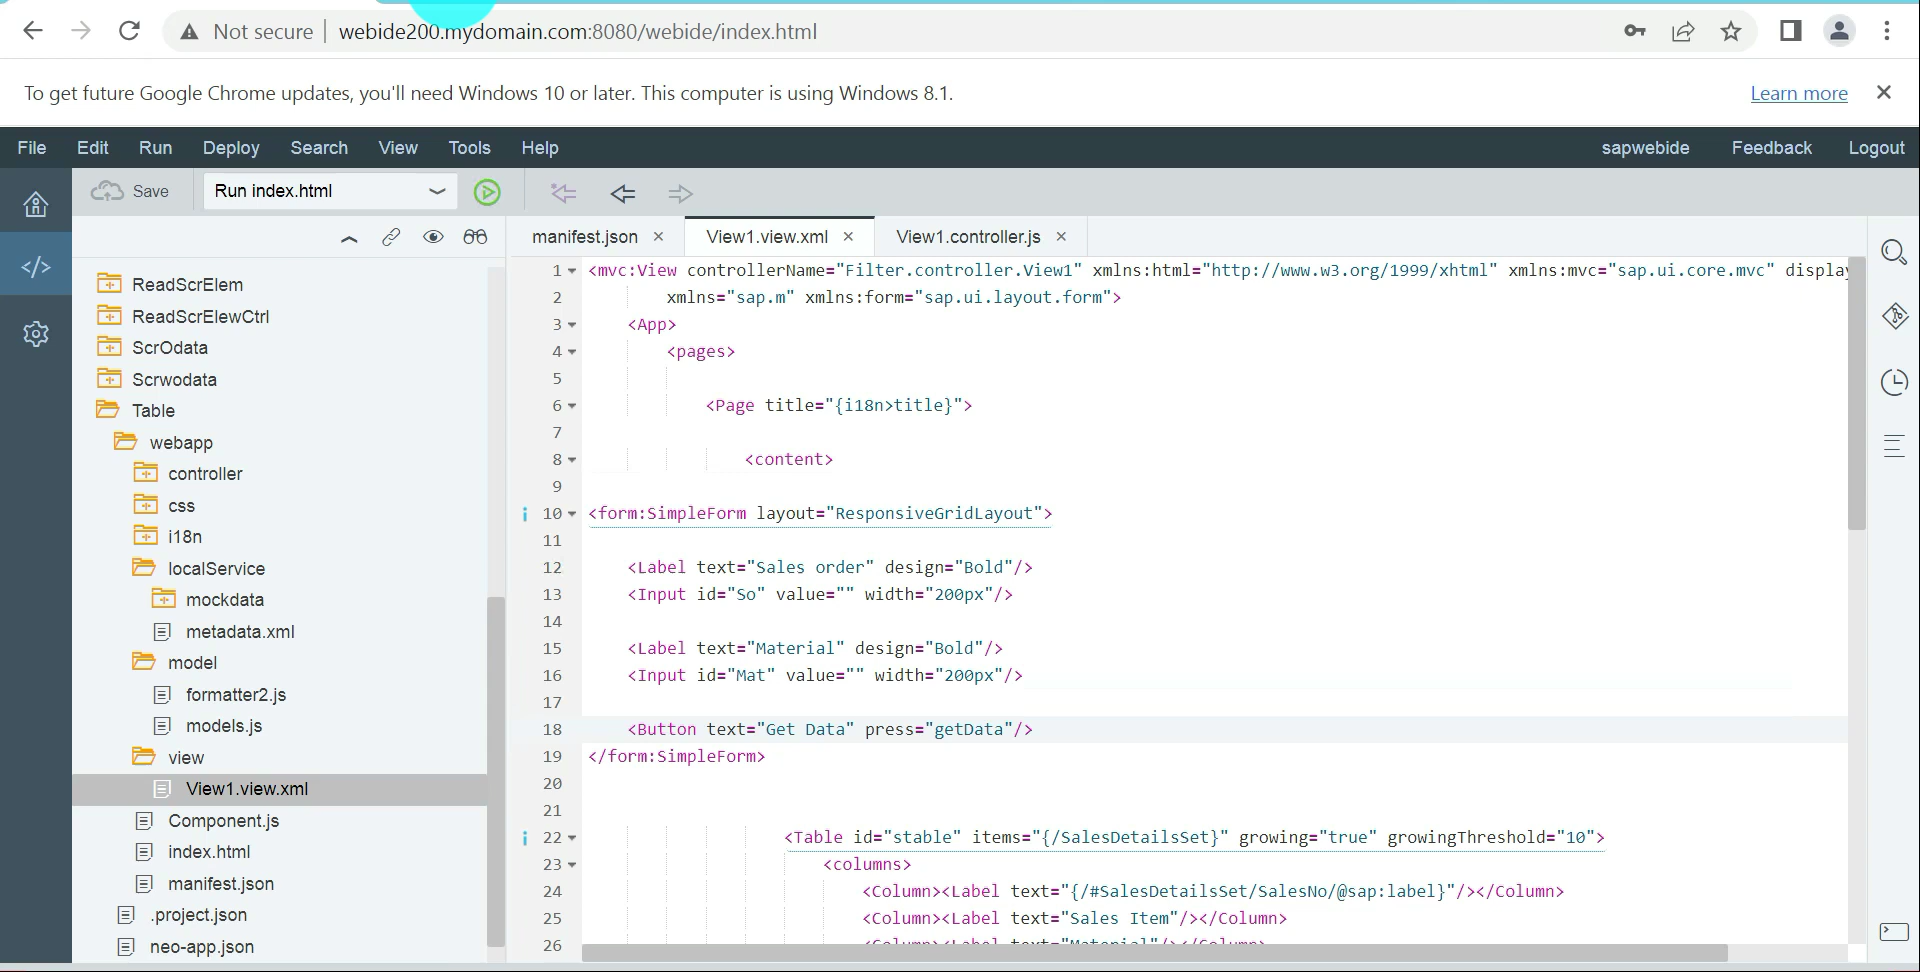 Not secure | webide200.mydomain.com:8080/webide/index.html
To get future Google Chrome updates, you'll need Windows 10 or later. This computer is using Windows 8.1.
Learn more
File Edit Run Deploy Search View Tools Help
sapwebide Feedback Logout
Save
Run index.html
manifest.json
View1.view.xml
View1.controller.js
ReadScrElem
ReadScrElewCtrl
ScrOdata
Scrwodata
Table
webapp
controller
css
i18n
localService
mockdata
metadata.xml
model
formatter2.js
models.js
view
View1.view.xml
Component.js
index.html
manifest.json
.project.json
neo-app.json
1 <mvc:View controllerName="Filter.controller.View1" xmlns:html="http://www.w3.org/1999/xhtml" xmlns:mvc="sap.ui.core.mvc" display
2 xmlns="sap.m" xmlns:form="sap.ui.layout.form">
3 <App>
4 <pages>
5
6 <Page title="{i18n>title}">
7
8 <content>
9
10 <form:SimpleForm layout="ResponsiveGridLayout">
11
12 <Label text="Sales order" design="Bold"/>
13 <Input id="So" value="" width="200px"/>
14
15 <Label text="Material" design="Bold"/>
16 <Input id="Mat" value="" width="200px"/>
17
18 <Button text="Get Data" press="getData"/>
19 </form:SimpleForm>
20
21
22 <Table id="stable" items="{/SalesDetailsSet}" growing="true" growingThreshold="10">
23 <columns>
24 <Column><Label text="{/#SalesDetailsSet/SalesNo/@sap:label}"/></Column>
25 <Column><Label text="Sales Item"/></Column>
26 <Column><Label text="Material"/></Column>